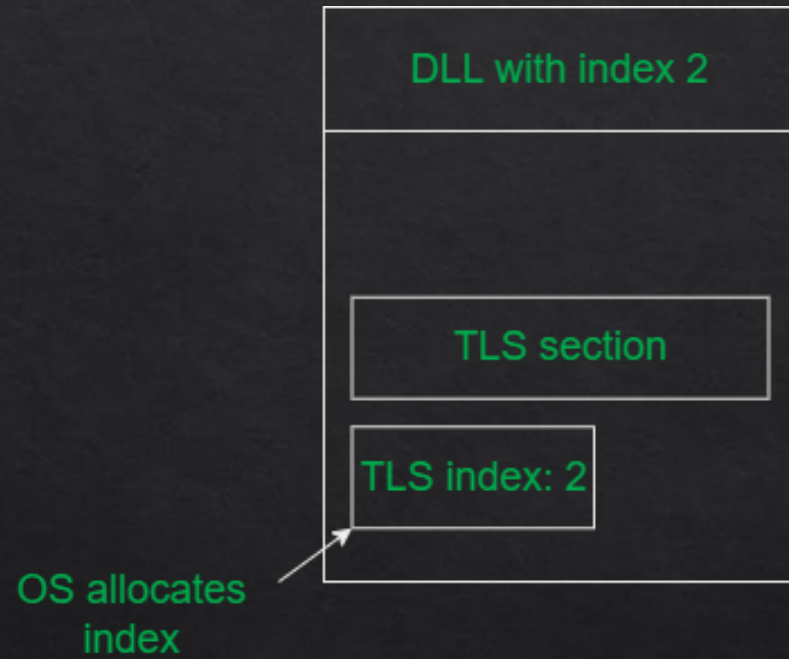 DLL with index 2
TLS section
TLS index: 2
OS allocates
index